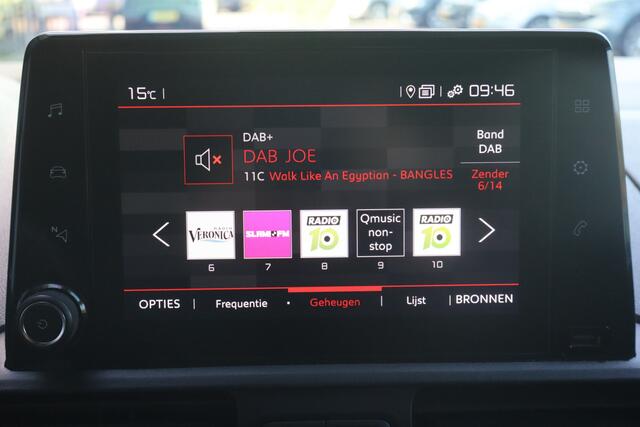 15°C
09:46
DAB+
DAB JOE
11C Walk Like An Egyptian - BANGLES
Band
DAB
Zender
6/14
RADIO
VERONICA
SLAM!FM
RADIO
10
Qmusic
non-
stop
RADIO
10
6
7
8
9
10
OPTIES
Frequentie
Geheugen
Lijst
BRONNEN
N